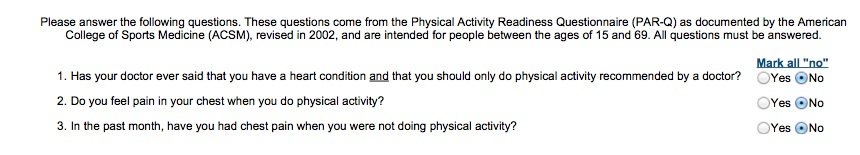 Please answer the following questions. These questions come from the Physical Activity Readiness Questionnaire (PAR-Q) as documented by the American
College of Sports Medicine (ACSM), revised in 2002, and are intended for people between the ages of 15 and 69. All questions must be answered.
Mark all "no"
1. Has your doctor ever said that you have a heart condition and that you should only do physical activity recommended by a doctor? Yes No
2. Do you feel pain in your chest when you do physical activity? Yes No
3. In the past month, have you had chest pain when you were not doing physical activity? Yes No